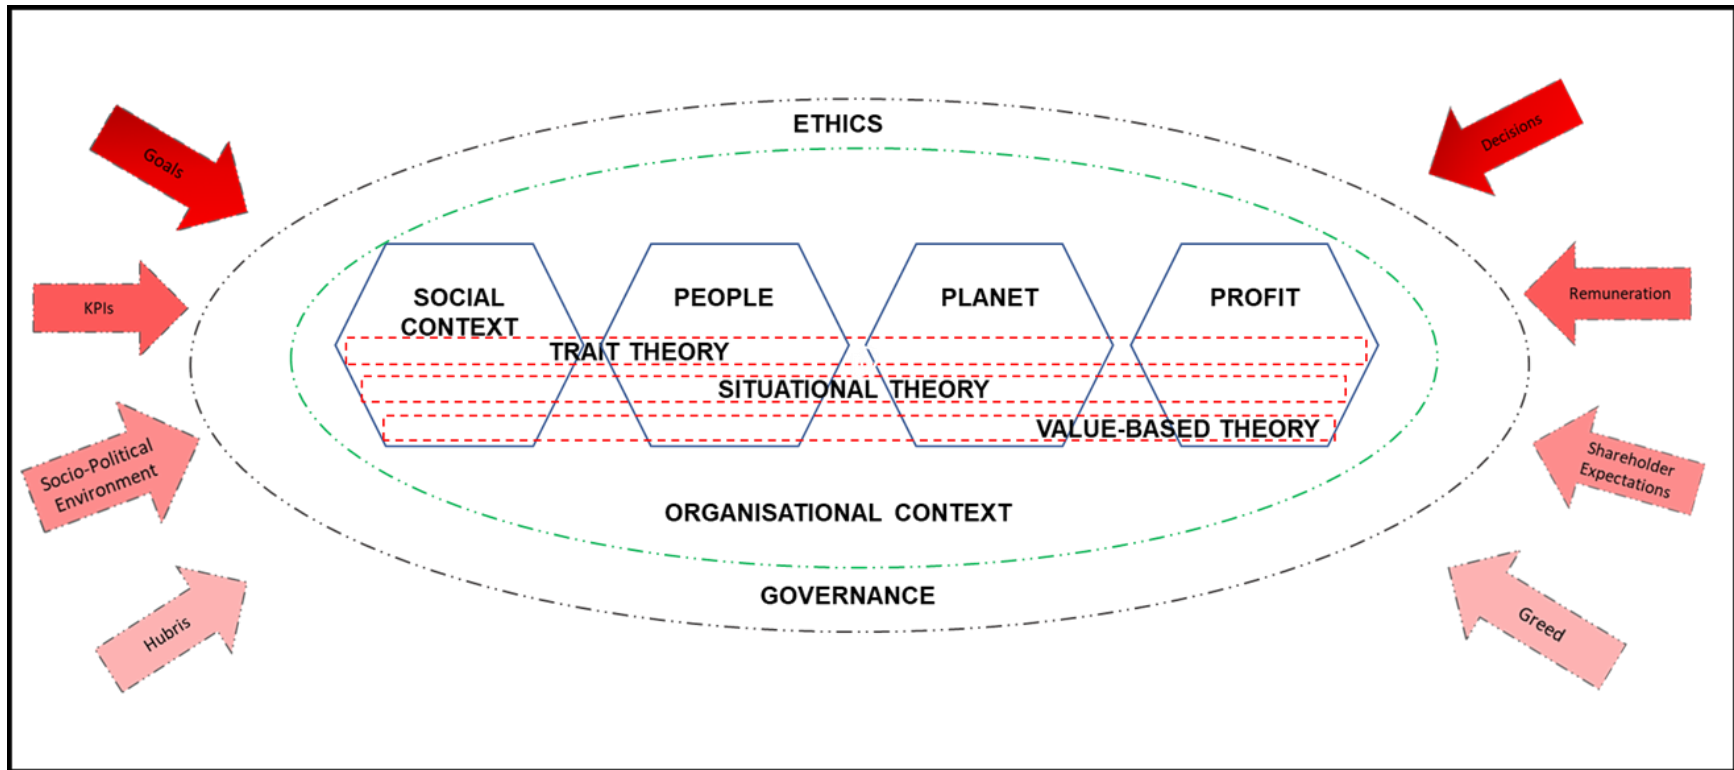 ETHICS
Goals
Decisions
KPIs
Remuneration
SOCIAL
CONTEXT
PEOPLE
PLANET
PROFIT
TRAIT THEORY
SITUATIONAL THEORY
VALUE-BASED THEORY
Socio-Political
Environment
Shareholder
Expectations
ORGANISATIONAL CONTEXT
GOVERNANCE
Hubris
Greed